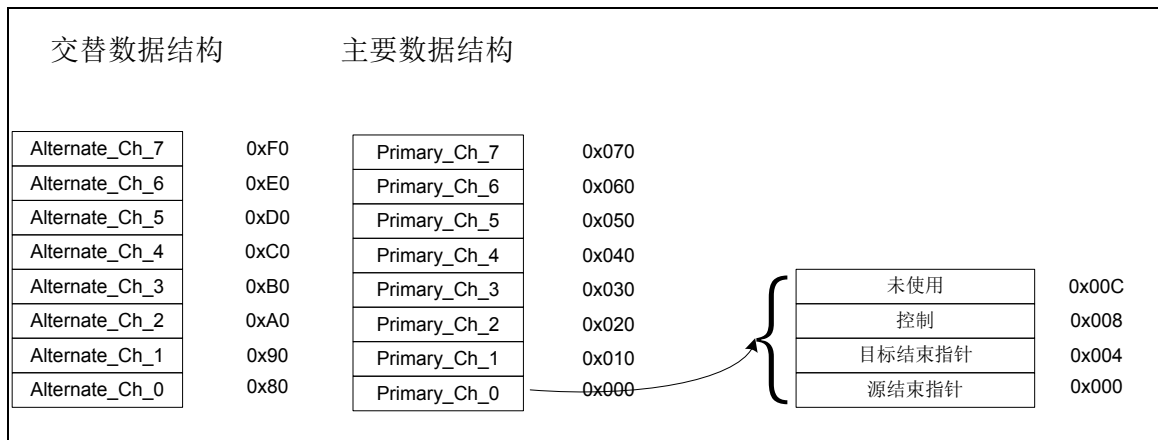 交替数据结构 主要数据结构
Alternate_Ch_7 0xF0 Primary_Ch_7 0x070
Alternate_Ch_6 0xE0 Primary_Ch_6 0x060
Alternate_Ch_5 0xD0 Primary_Ch_5 0x050
Alternate_Ch_4 0xC0 Primary_Ch_4 0x040
Alternate_Ch_3 0xB0 Primary_Ch_3 0x030 未使用 0x00C
Alternate_Ch_2 0xA0 Primary_Ch_2 0x020 控制 0x008
Alternate_Ch_1 0x90 Primary_Ch_1 0x010 目标结束指针 0x004
Alternate_Ch_0 0x80 Primary_Ch_0 0x000 源结束指针 0x000